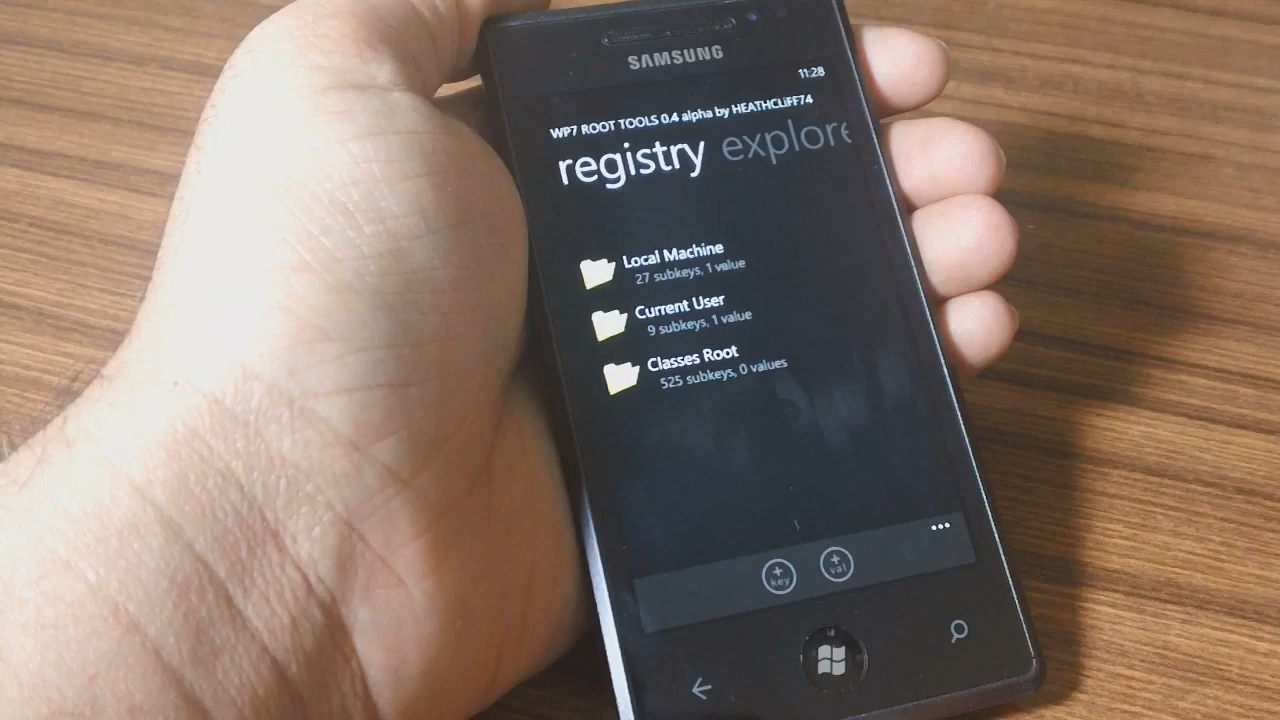 SAMSUNG
11:28
WP7 ROOT TOOLS 0.4 alpha by HEATHCLiFF74
registry explore
Local Machine
27 subkeys, 1 value
Current User
9 subkeys, 1 value
Classes Root
525 subkeys, 0 values
+ key + val